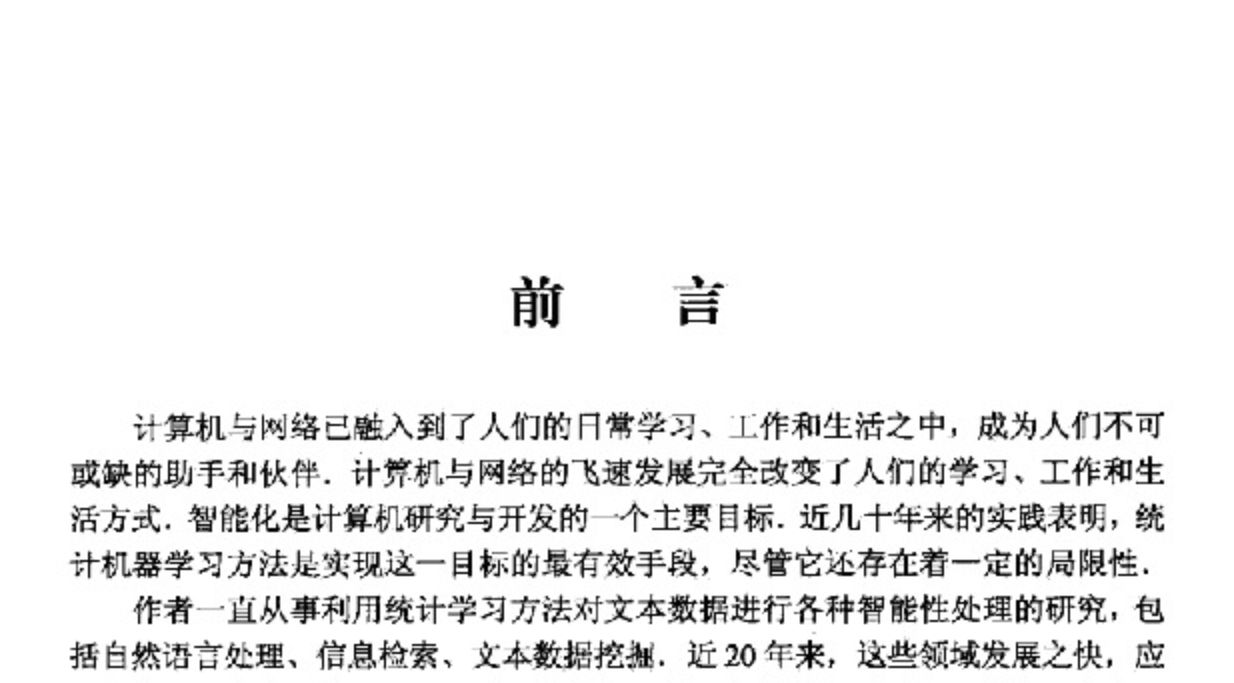 前言
计算机与网络已融入到了人们的日常学习、工作和生活之中，成为人们不可
或缺的助手和伙伴．计算机与网络的飞速发展完全改变了人们的学习、工作和生
活方式．智能化是计算机研究与开发的一个主要目标．近几十年来的实践表明，统
计机器学习方法是实现这一目标的最有效手段，尽管它还存在着一定的局限性．
作者一直从事利用统计学习方法对文本数据进行各种智能性处理的研究，包
括自然语言处理、信息检索、文本数据挖掘．近 20 年来，这些领域发展之快，应